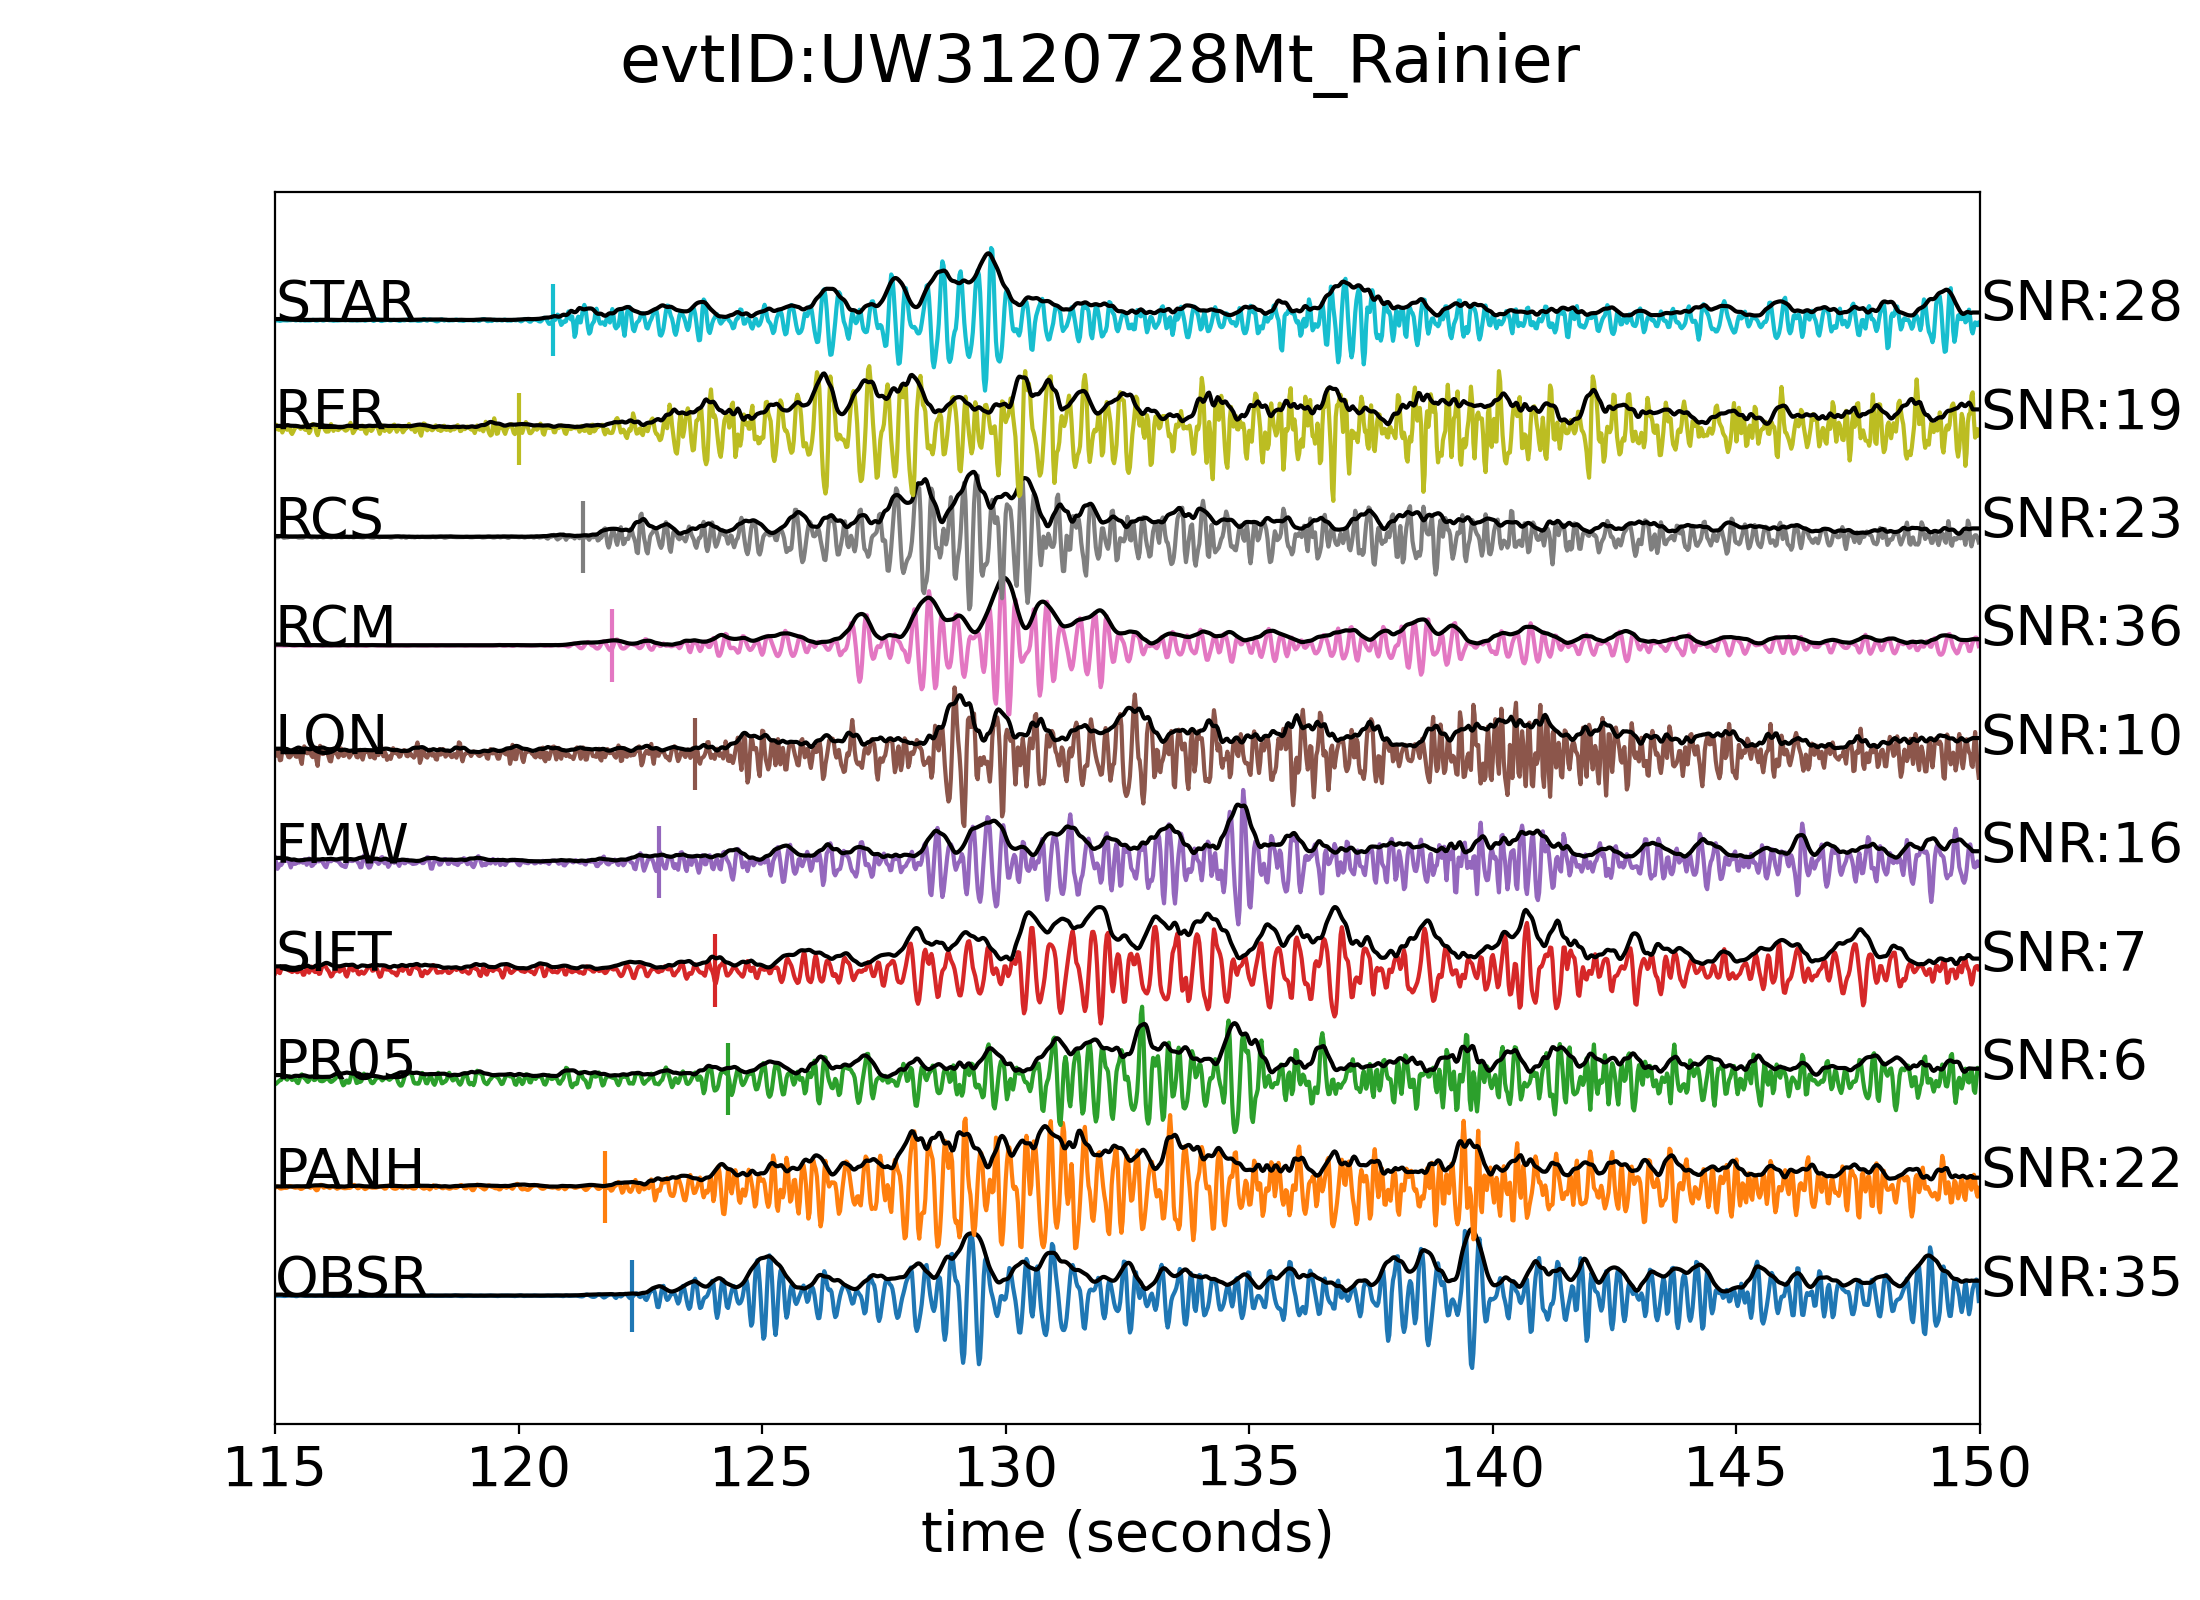 evtID:UW3120728Mt_Rainier
STAR SNR:28
RER SNR:19
RCS SNR:23
RCM SNR:36
LON SNR:10
FMW SNR:16
SIFT SNR:7
PR05 SNR:6
PANH SNR:22
OBSR SNR:35
115 120 125 130 135 140 145 150
time (seconds)